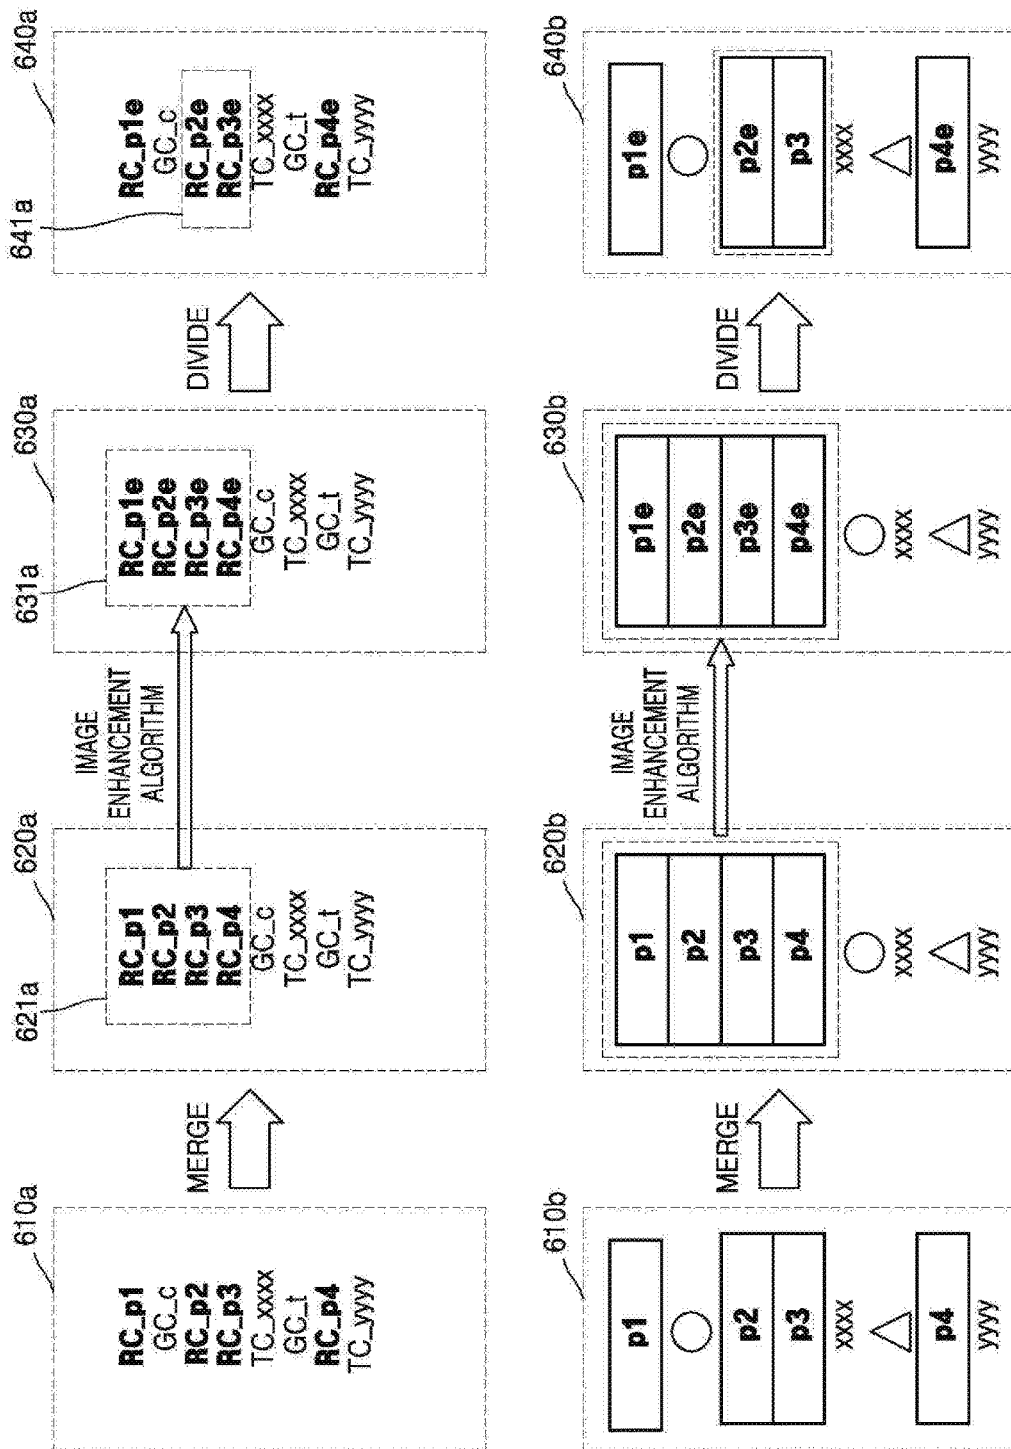 610a
RC_p1
GC_c
RC_p2
RC_p3
TC_xxxx
GC_t
RC_p4
TC_yyyy
MERGE
620a
621a
RC_p1
RC_p2
RC_p3
RC_p4
GC_c
TC_xxxx
GC_t
TC_yyyy
IMAGE
ENHANCEMENT
ALGORITHM
630a
631a
RC_p1e
RC_p2e
RC_p3e
RC_p4e
GC_c
TC_xxxx
GC_t
TC_yyyy
DIVIDE
640a
641a
RC_p1e
GC_c
RC_p2e
RC_p3e
TC_xxxx
GC_t
RC_p4e
TC_yyyy
610b
p1
p2
p3
xxxx
p4
yyyy
MERGE
620b
p1
p2
p3
p4
xxxx
yyyy
IMAGE
ENHANCEMENT
ALGORITHM
630b
p1e
p2e
p3e
p4e
xxxx
yyyy
DIVIDE
640b
p1e
p2e
p3
xxxx
p4e
yyyy